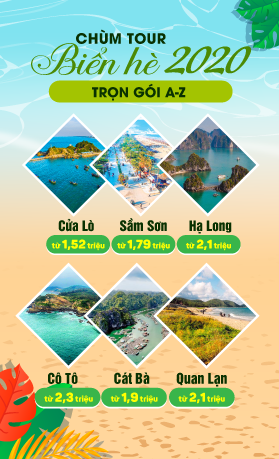 CHÙM TOUR
Biển hè 2020
TRỌN GÓI A-Z
Cửa Lò Sầm Sơn Hạ Long
từ 1,52 triệu từ 1,79 triệu từ 2,1 triệu
Cô Tô Cát Bà Quan Lạn
từ 2,3 triệu từ 1,9 triệu từ 2,1 triệu